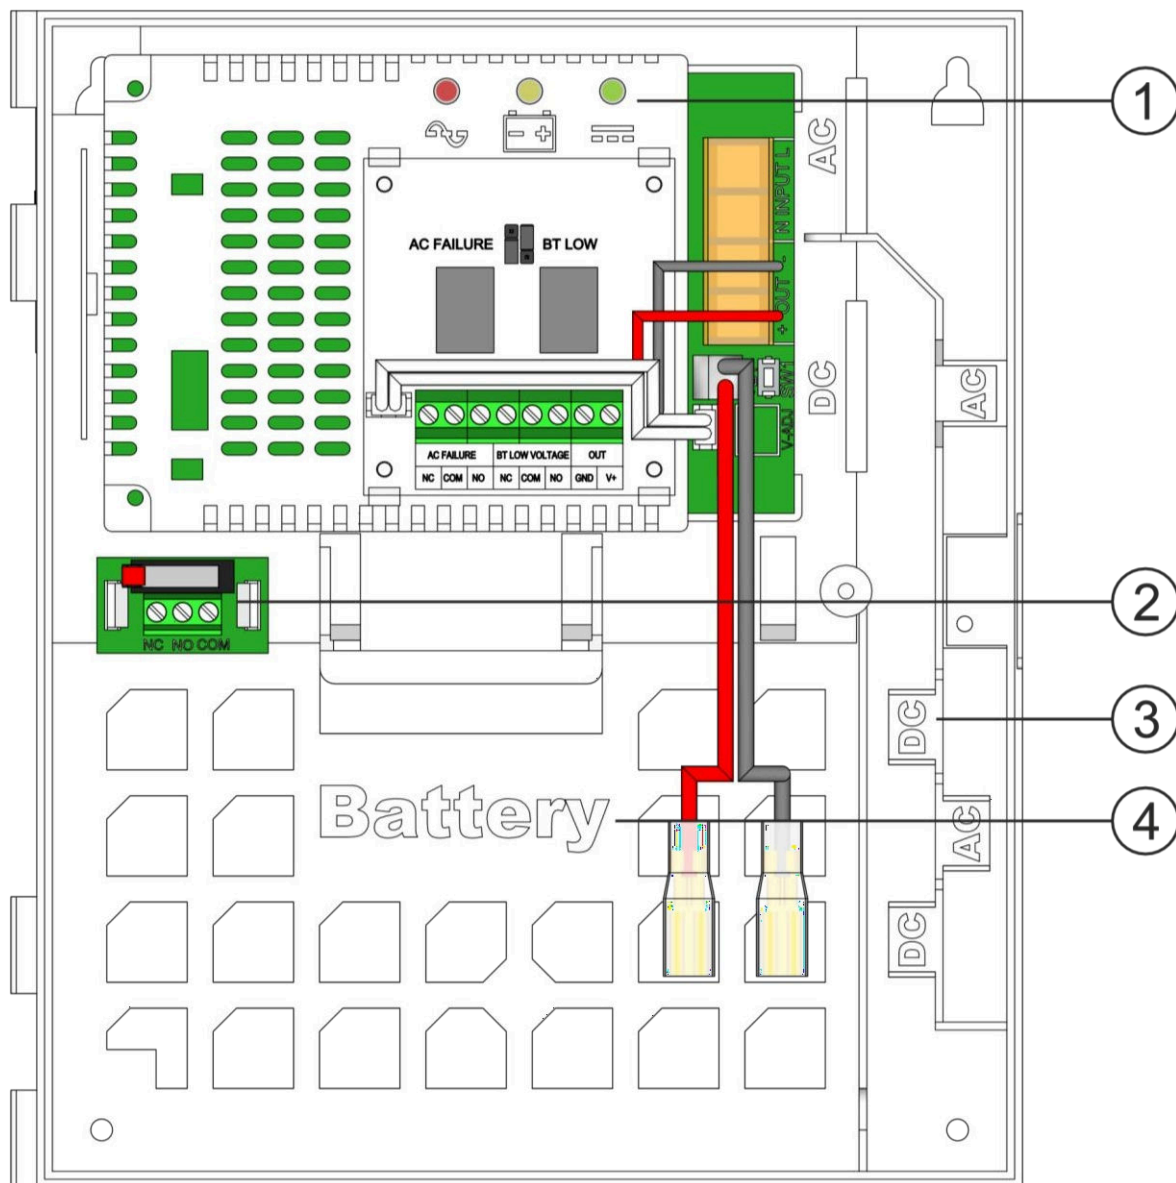 1
AC
N INPUT L
AC FAILURE
BT LOW
+ OUT -
DC
SW1
AC
V-ADJ
AC FAILURE BT LOW VOLTAGE OUT
NC COM NO NC COM NO GND V+
2
NC NO COM
DC
3
Battery
4
AC
DC